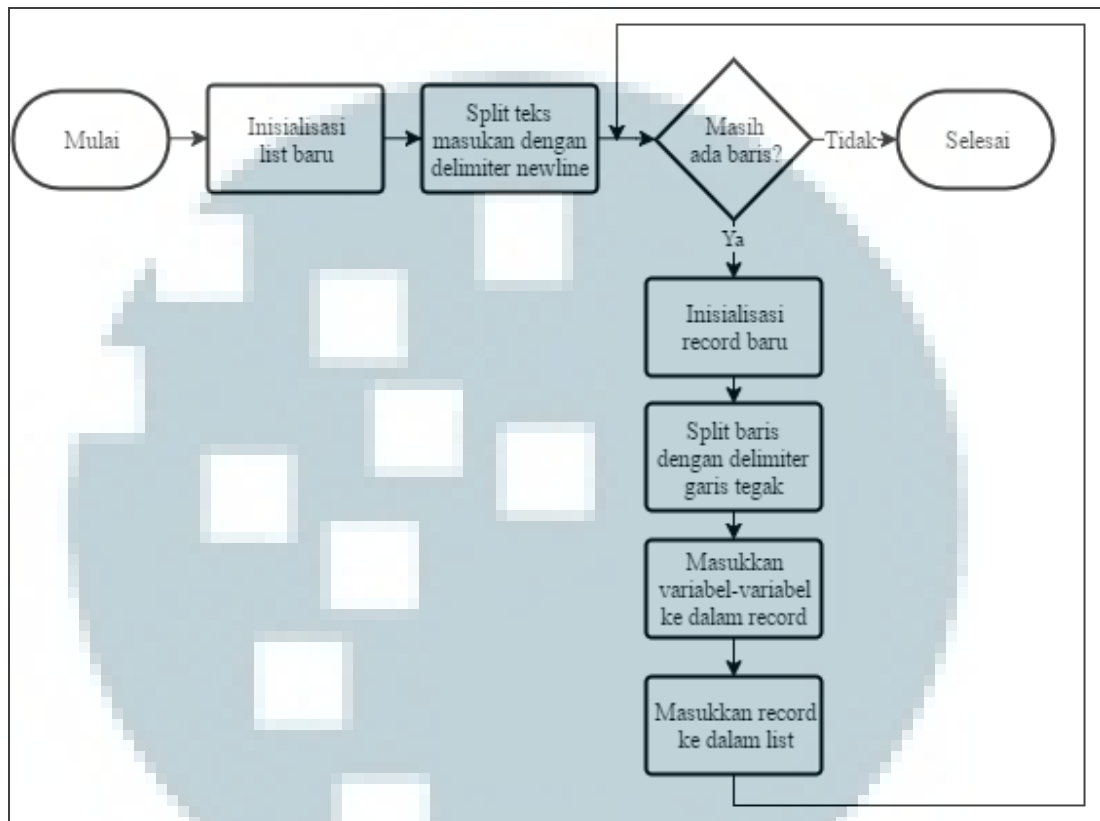 Mulai
Inisialisasi
list baru
Split teks
masukan dengan
delimiter newline
Masih
ada baris?
Tidak
Selesai
Ya
Inisialisasi
record baru
Split baris
dengan delimiter
garis tegak
Masukkan
variabel-variabel
ke dalam record
Masukkan record
ke dalam list